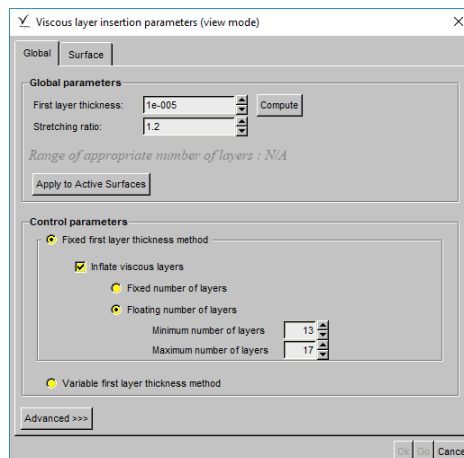 Viscous layer insertion parameters (view mode)
Global Surface
Global parameters
First layer thickness: 1e-005 Compute
Stretching ratio: 1.2
Range of appropriate number of layers : N/A
Apply to Active Surfaces
Control parameters
Fixed first layer thickness method
Inflate viscous layers
Fixed number of layers
Floating number of layers
Minimum number of layers 13
Maximum number of layers 17
Variable first layer thickness method
Advanced >>>
Ok Go Cance